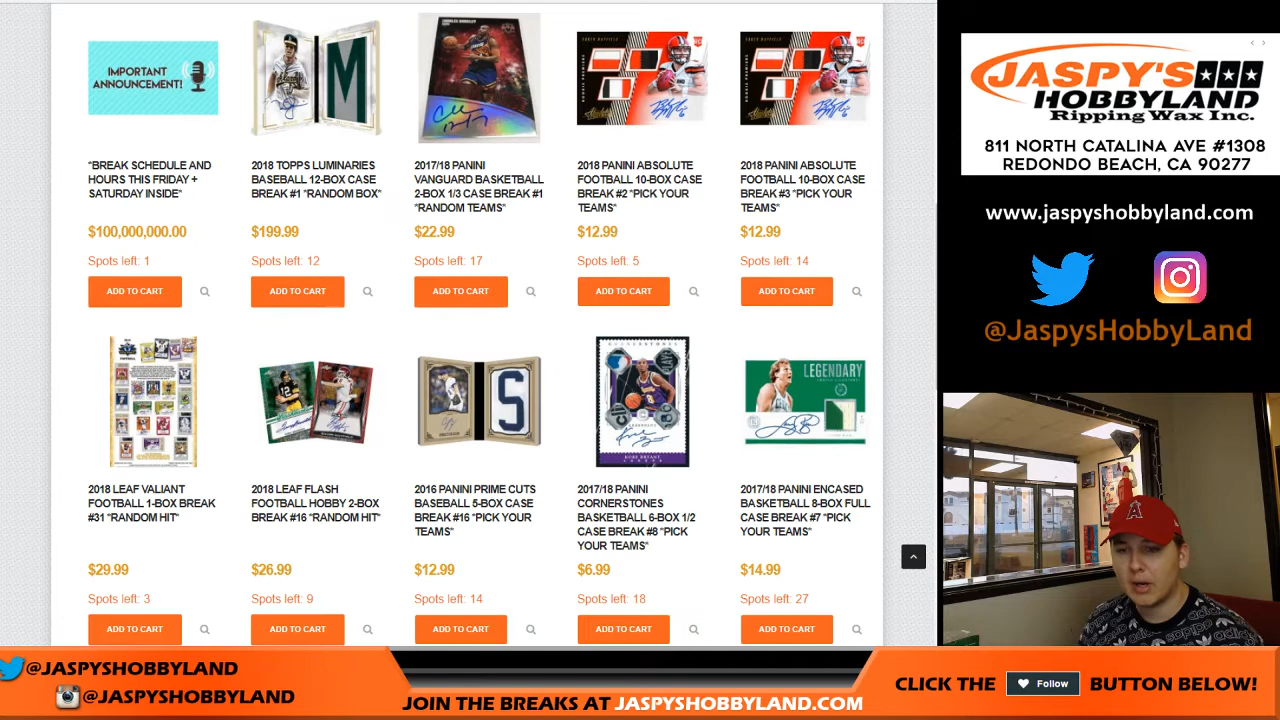 IMPORTANT
ANNOUNCEMENT!
*BREAK SCHEDULE AND
HOURS THIS FRIDAY +
SATURDAY INSIDE*
$100,000,000.00
Spots left: 1
ADD TO CART
2018 TOPPS LUMINARIES
BASEBALL 12-BOX CASE
BREAK #1 *RANDOM BOX*
$199.99
Spots left: 12
ADD TO CART
2017/18 PANINI
VANGUARD BASKETBALL
2-BOX 1/3 CASE BREAK #1
*RANDOM TEAMS*
$22.99
Spots left: 17
ADD TO CART
2018 PANINI ABSOLUTE
FOOTBALL 10-BOX CASE
BREAK #2 *PICK YOUR
TEAMS*
$12.99
Spots left: 5
ADD TO CART
2018 PANINI ABSOLUTE
FOOTBALL 10-BOX CASE
BREAK #3 *PICK YOUR
TEAMS*
$12.99
Spots left: 14
ADD TO CART
M
S
LEGENDARY
KOBE BRYANT
2018 LEAF VALIANT
FOOTBALL 1-BOX BREAK
#31 *RANDOM HIT*
$29.99
Spots left: 3
ADD TO CART
2018 LEAF FLASH
FOOTBALL HOBBY 2-BOX
BREAK #16 *RANDOM HIT*
$26.99
Spots left: 9
ADD TO CART
2016 PANINI PRIME CUTS
BASEBALL 5-BOX CASE
BREAK #16 *PICK YOUR
TEAMS*
$12.99
Spots left: 14
ADD TO CART
2017/18 PANINI
CORNERSTONES
BASKETBALL 6-BOX 1/2
CASE BREAK #8 *PICK
YOUR TEAMS*
$6.99
Spots left: 18
ADD TO CART
2017/18 PANINI ENCASED
BASKETBALL 8-BOX FULL
CASE BREAK #7 *PICK
YOUR TEAMS*
$14.99
Spots left: 27
ADD TO CART
JASPY'S
HOBBYLAND
Ripping Wax Inc.
811 NORTH CATALINA AVE #1308
REDONDO BEACH, CA 90277
www.jaspyshobbyland.com
@JaspysHobbyLand
A
@JASPYSHOBBYLAND
@JASPYSHOBBYLAND
JOIN THE BREAKS AT JASPYSHOBBYLAND.COM
CLICK THE Follow BUTTON BELOW!